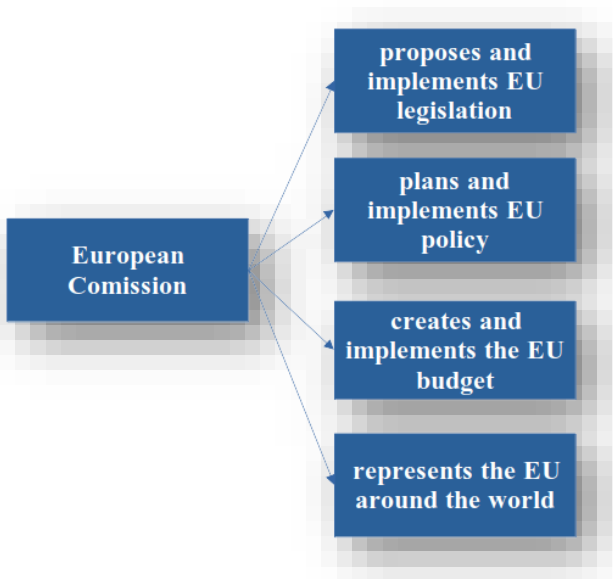 proposes and
implements EU
legislation
plans and
implements EU
policy
European
Comission
creates and
implements the EU
budget
represents the EU
around the world